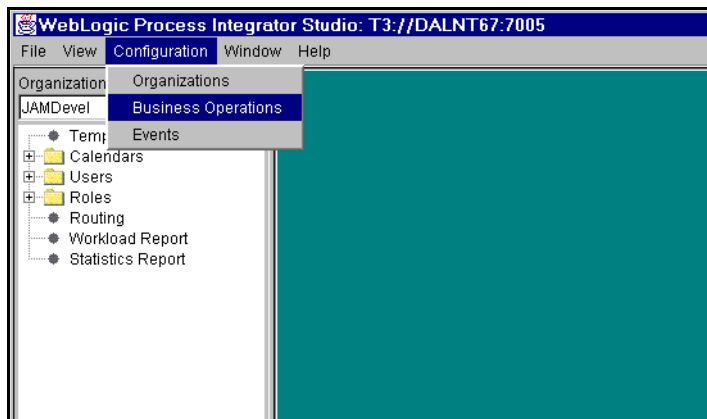 WebLogic Process Integrator Studio: T3://DALNT67:7005
File View Configuration Window Help
Organization
Organizations
JAMDevel
Business Operations
Events
Calendars
Users
Roles
Routing
Workload Report
Statistics Report